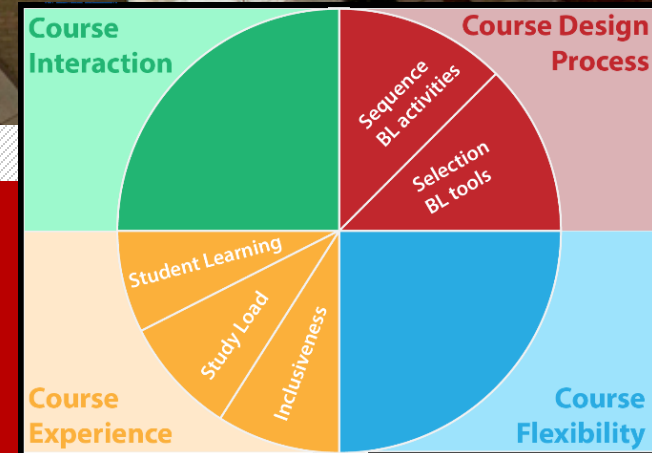 Course
Interaction
Course Design
Process
Sequence
BL activities
Selection
BL tools
Student Learning
Study Load
Inclusiveness
Course
Experience
Course
Flexibility